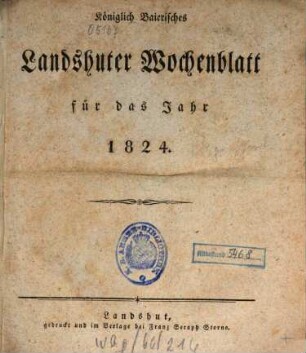 Königlich Baierisches
Landshuter Wochenblatt
für das Jahr
1824.
Landshut,
gedruckt und im Verlage bei Franz Seraph Storno.